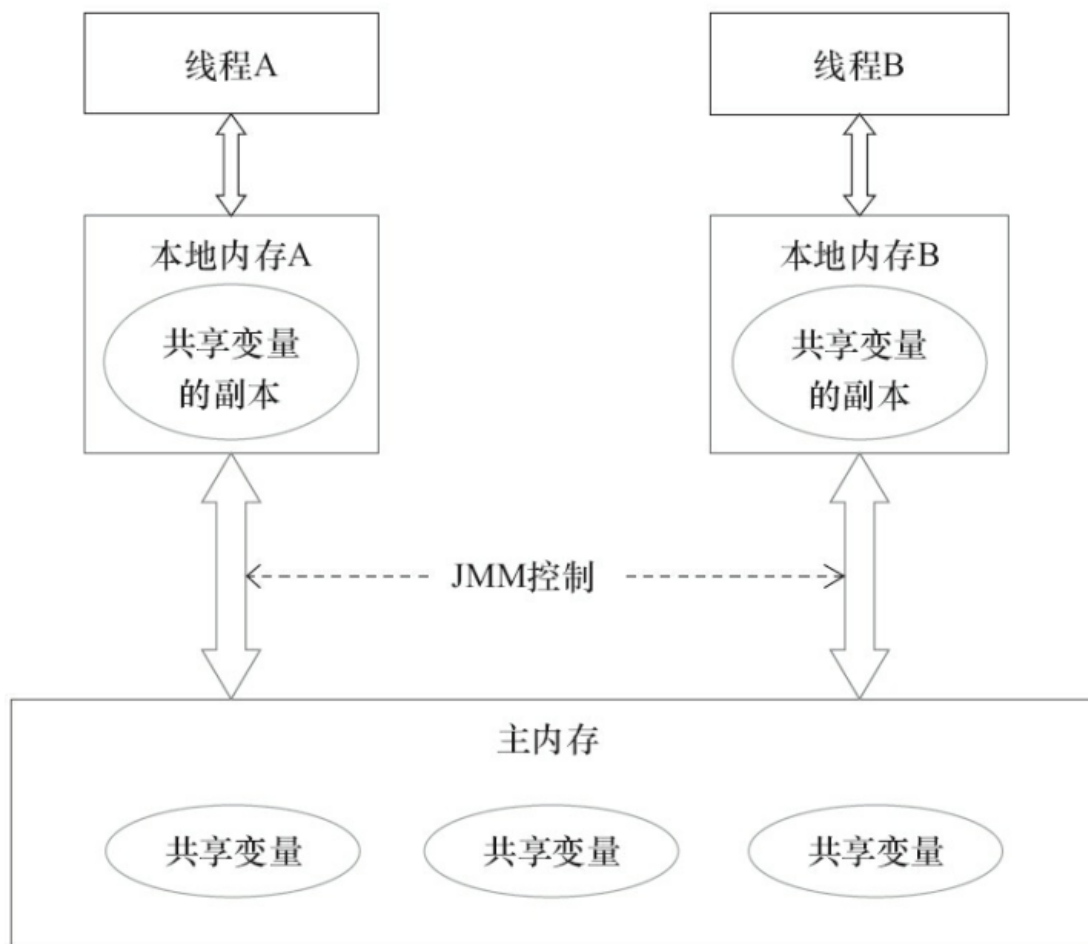 线程A
线程B
本地内存A
共享变量
的副本
本地内存B
共享变量
的副本
JMM控制
主内存
共享变量
共享变量
共享变量